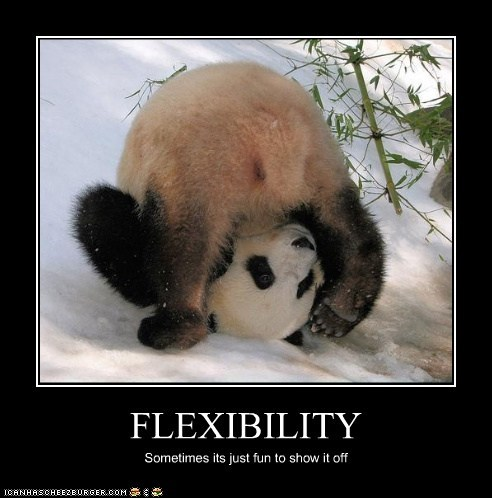 FLEXIBILITY
Sometimes its just fun to show it off
ICANHASCHEEZBURGER.COM